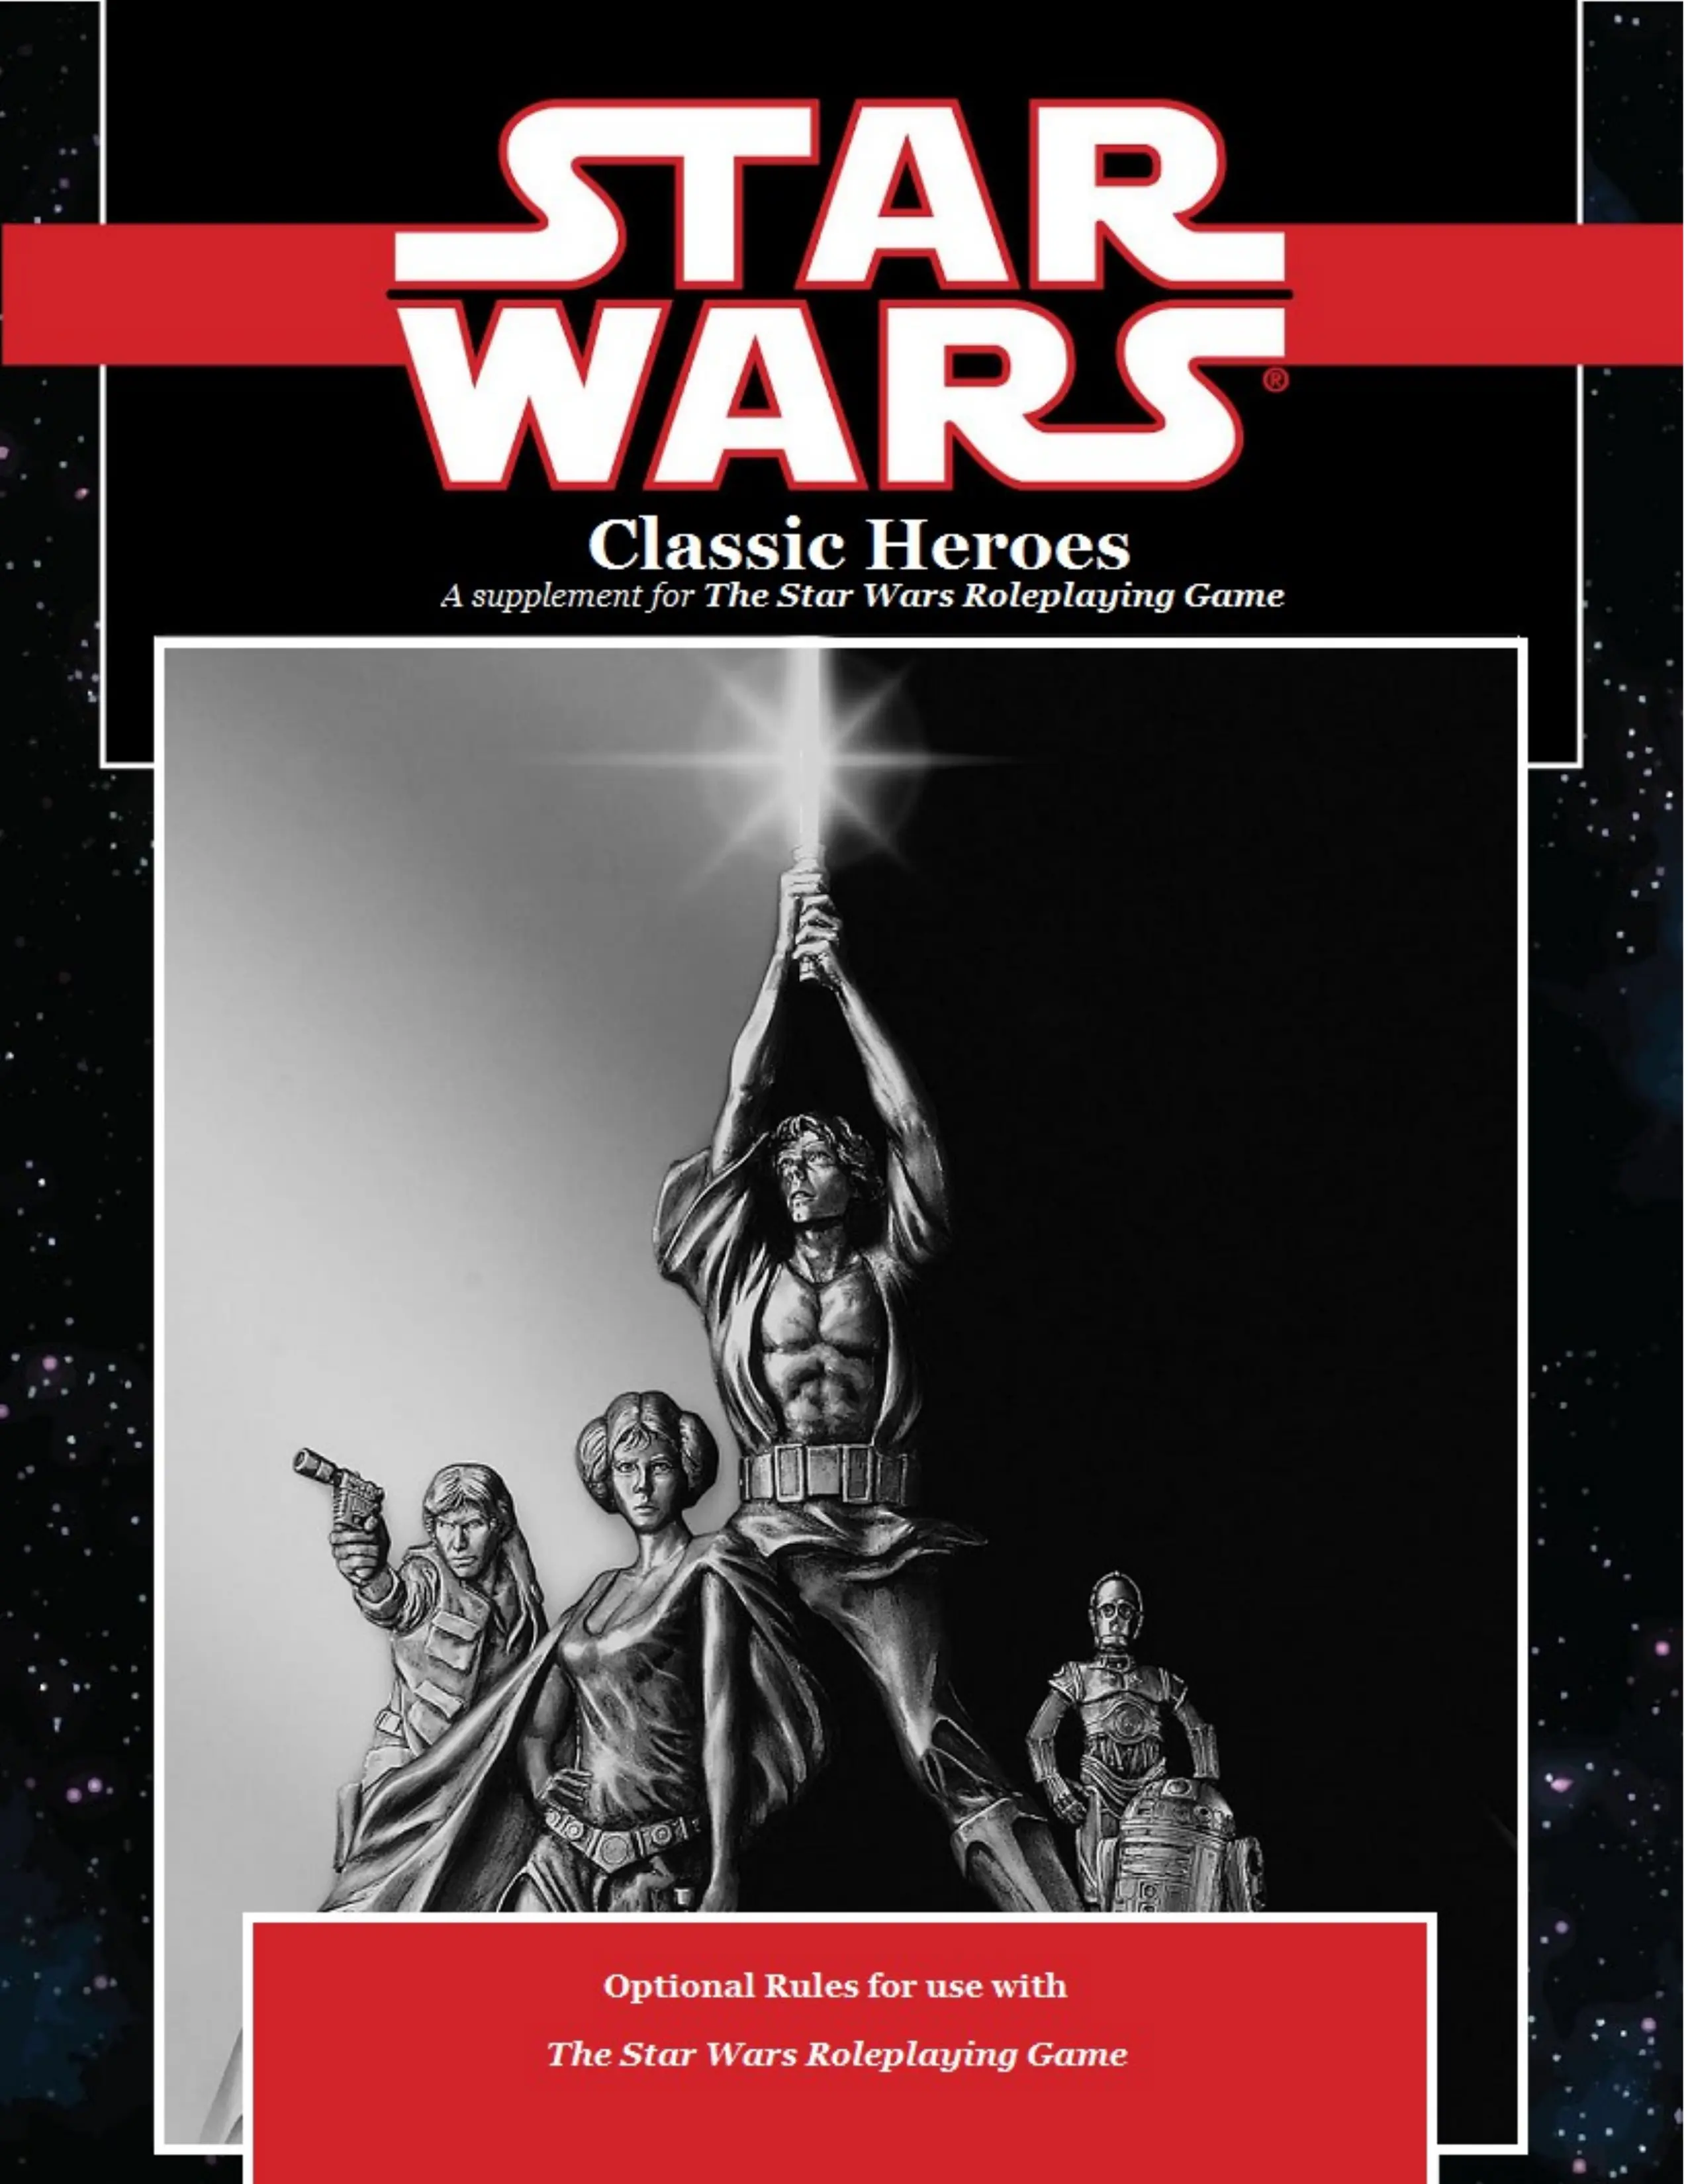 STAR
WARS®
Classic Heroes
A supplement for The Star Wars Roleplaying Game
Optional Rules for use with
The Star Wars Roleplaying Game